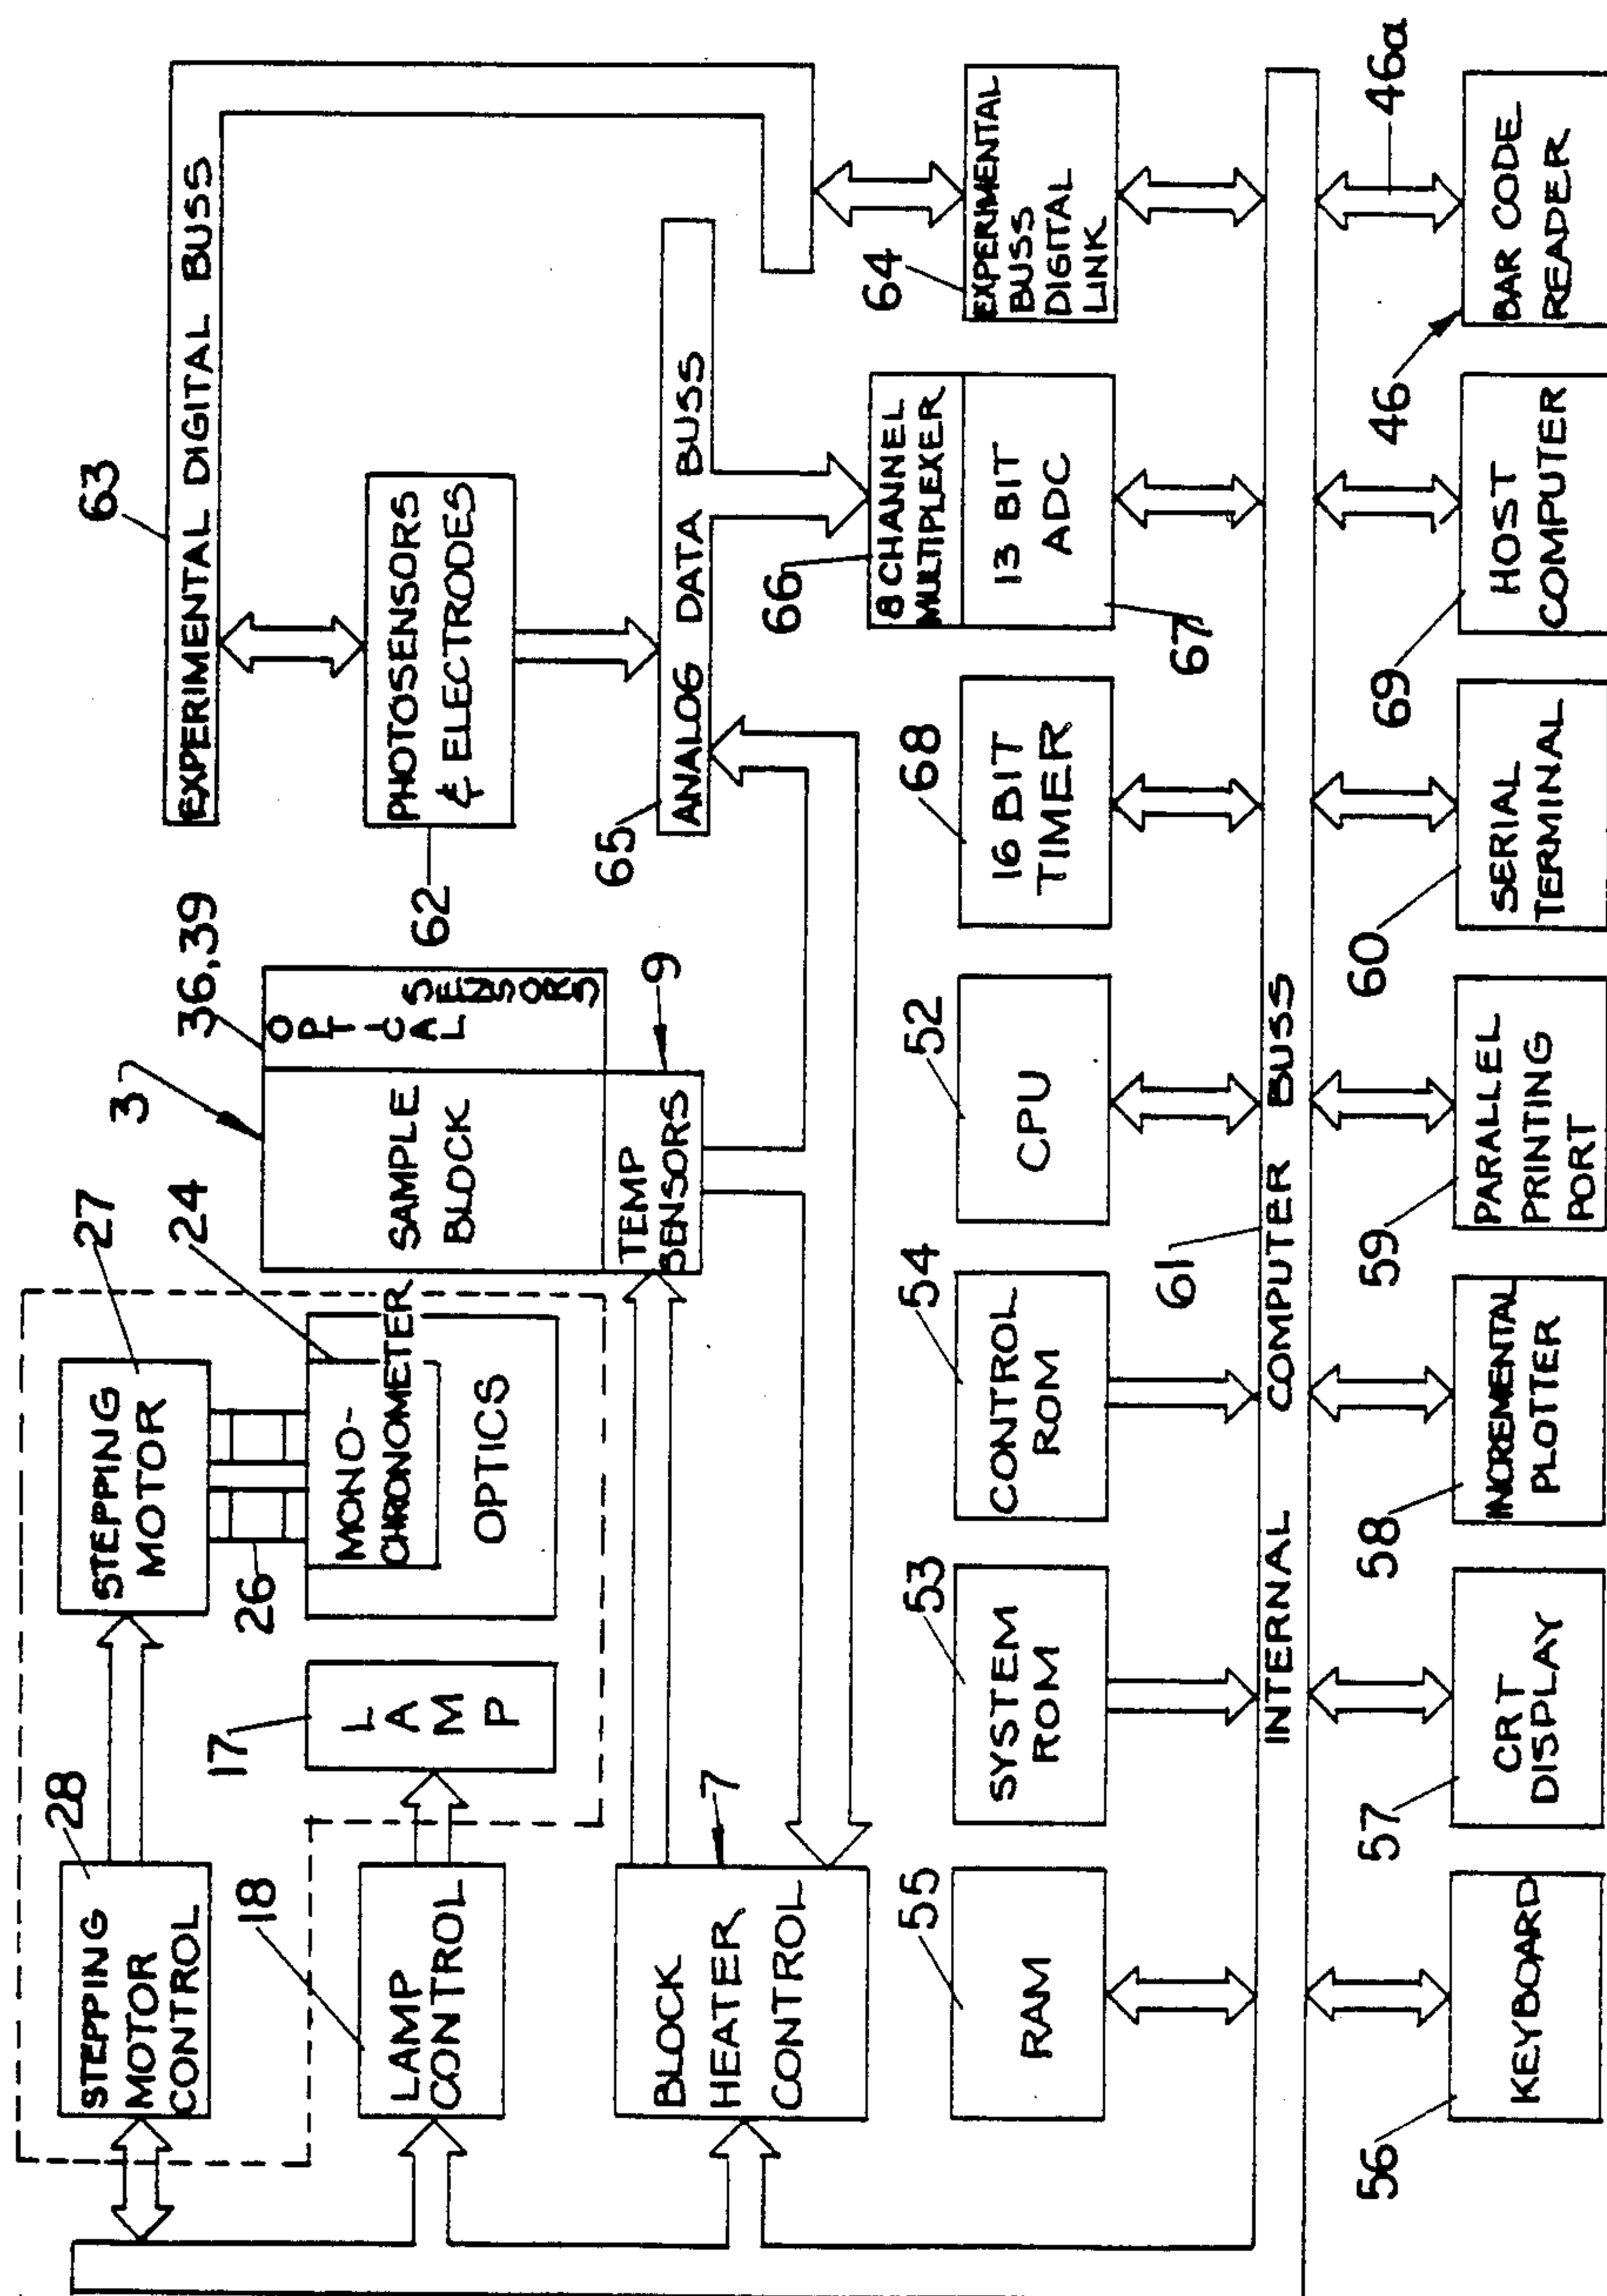 28
STEPPING
MOTOR
CONTROL
27
STEPPING
MOTOR
26
24
MONO-
CHRONOMETER
OPTICS
17
LAMP
18
LAMP
CONTROL
7
BLOCK
HEATER
CONTROL
3
SAMPLE
BLOCK
36,39
OPTICAL
SENSORS
9
TEMP
SENSORS
63
EXPERIMENTAL DIGITAL BUSS
62
PHOTOSENSORS
& ELECTRODES
65
ANALOG DATA BUSS
55
RAM
53
SYSTEM
ROM
54
CONTROL
ROM
52
CPU
68
16 BIT
TIMER
66
8 CHANNEL
MULTIPLEXER
13 BIT
ADC
67
64
EXPERIMENTAL
BUSS
DIGITAL
LINK
61
INTERNAL COMPUTER BUSS
56
KEYBOARD
57
CRT
DISPLAY
58
INCREMENTAL
PLOTTER
59
PARALLEL
PRINTING
PORT
60
SERIAL
TERMINAL
69
HOST
COMPUTER
46
46a
BAR CODE
READER